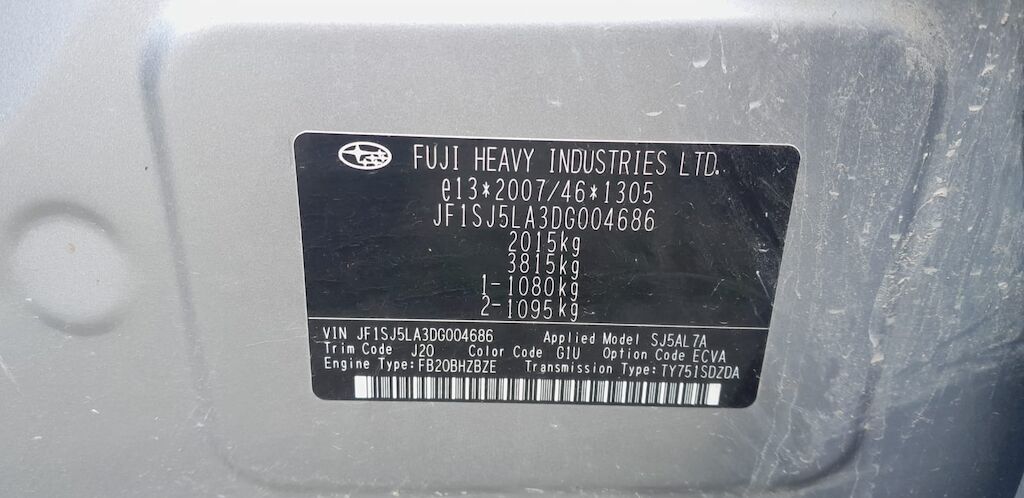 FUJI HEAVY INDUSTRIES LTD.
e13*2007/46*1305
JF1SJ5LA3DG004686
2015kg
3815kg
1-1080kg
2-1095kg
VIN JF1SJ5LA3DG004686 Applied Model SJ5AL7A
Trim Code J20 Color Code G1U Option Code ECVA
Engine Type:FB20BHZBZE Transmission Type:TY751SDZDA